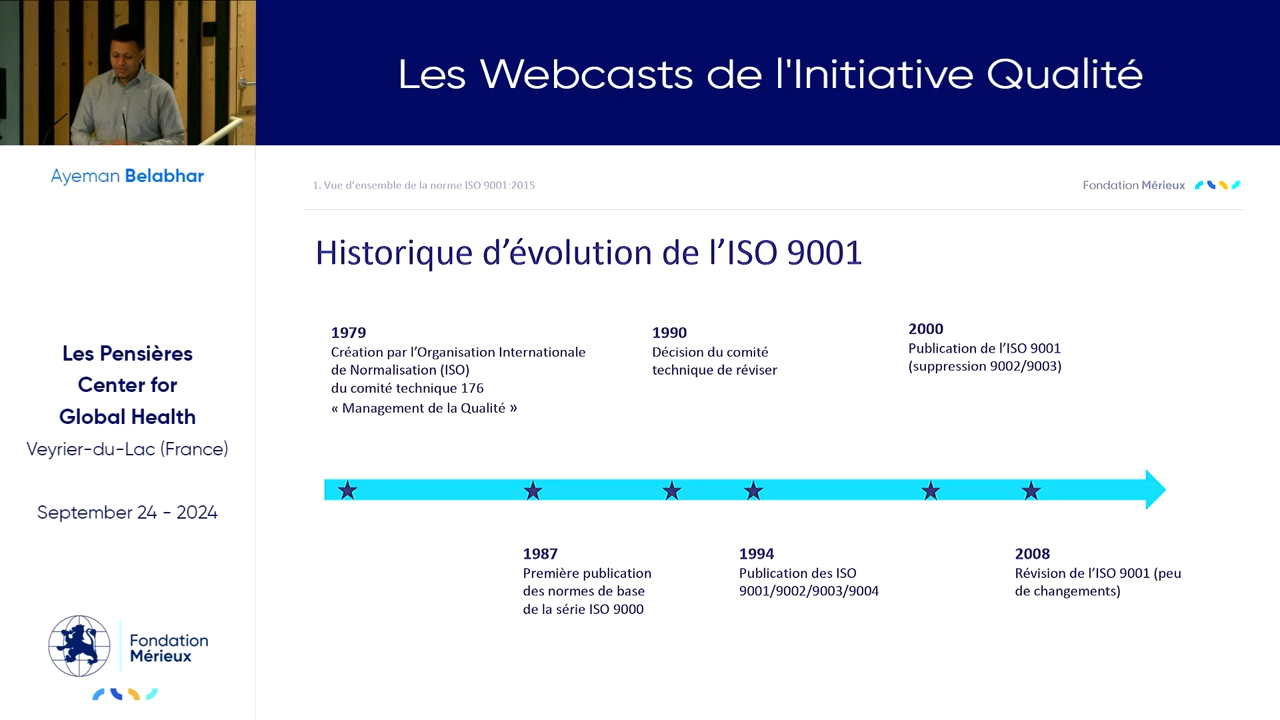 Les Webcasts de l'Initiative Qualité
Ayeman Belabhar
Les Pensières
Center for
Global Health
Veyrier-du-Lac (France)
September 24 - 2024
Fondation
Mérieux
1. Vue d’ensemble de la norme ISO 9001:2015
Fondation Mérieux
Historique d’évolution de l’ISO 9001
1979
Création par l’Organisation Internationale
de Normalisation (ISO)
du comité technique 176
« Management de la Qualité »
1990
Décision du comité
technique de réviser
2000
Publication de l’ISO 9001
(suppression 9002/9003)
1987
Première publication
des normes de base
de la série ISO 9000
1994
Publication des ISO
9001/9002/9003/9004
2008
Révision de l’ISO 9001 (peu
de changements)